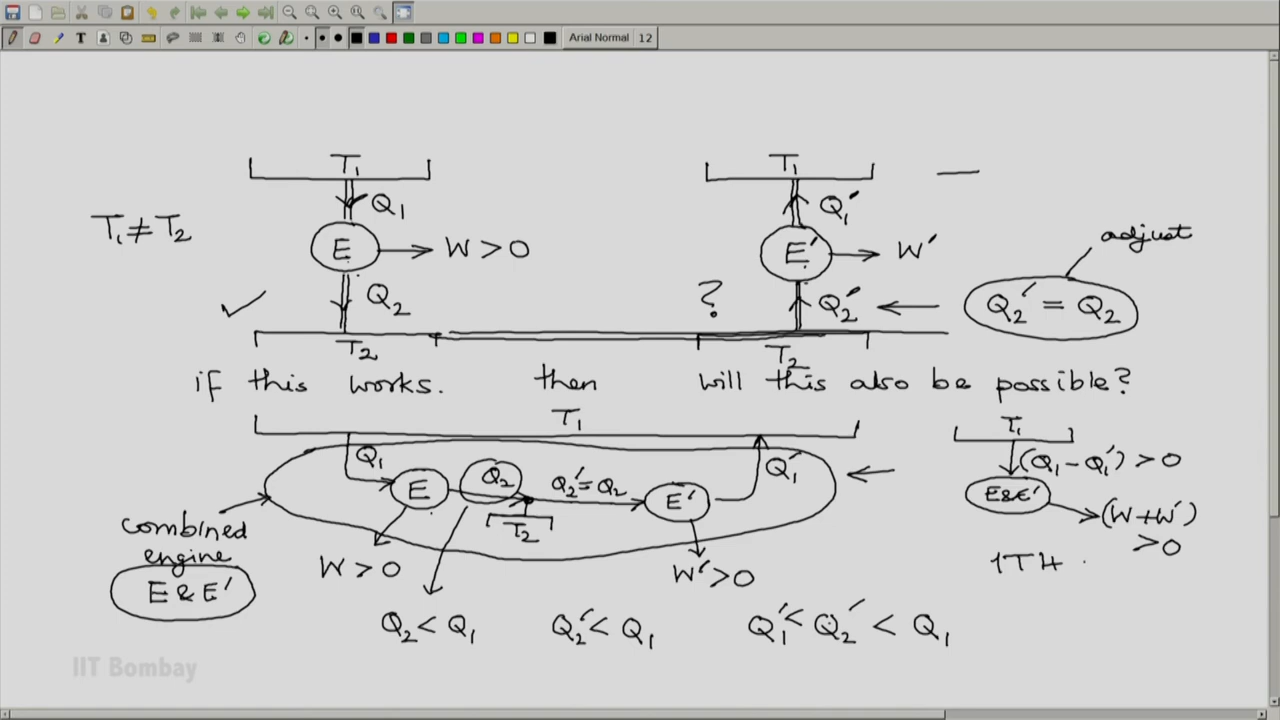 Arial Normal 12
T₁ T₁
T₁ ≠ T₂ Q₁ Q₁′ adjust
E W > 0 E′ W′
Q₂ ? Q₂′ Q₂′ = Q₂
T₂ T₂
if this works. then will this also be possible?
T₁ T₁
Q₁ Q₂ Q₂′ = Q₂ Q₁′ (Q₁ - Q₁′) > 0
E T₂ E′ E&E′
combined engine E & E′
W > 0 W′ > 0 (W + W′) > 0
1TH
Q₂ < Q₁ Q₂′ < Q₁ Q₁′ < Q₂′ < Q₁
IIT Bombay